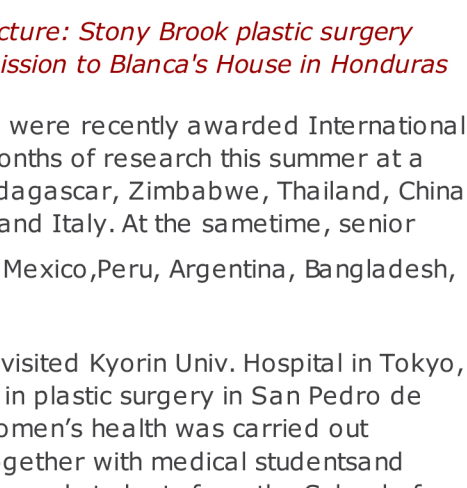 cture: Stony Brook plastic surgery
ission to Blanca's House in Honduras
were recently awarded International
onths of research this summer at a
dagascar, Zimbabwe, Thailand, China
and Italy. At the sametime, senior
Mexico,Peru, Argentina, Bangladesh,
visited Kyorin Univ. Hospital in Tokyo,
in plastic surgery in San Pedro de
omen’s health was carried out
ogether with medical studentsand